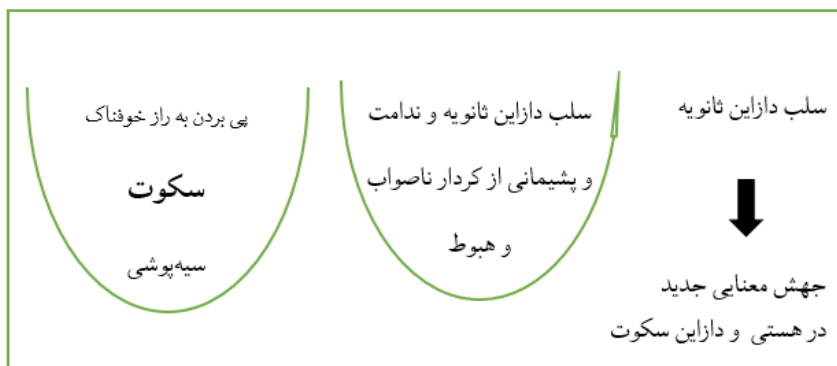 سلب دازاین ثانویه
جهش معنایی جدید
در هستی و دازاین سکوت
سلب دازاین ثانویه و ندامت
و پشیمانی از کردار ناصواب
و هبوط
پی بردن به راز خوفناک
سکوت
سیه‌پوشی